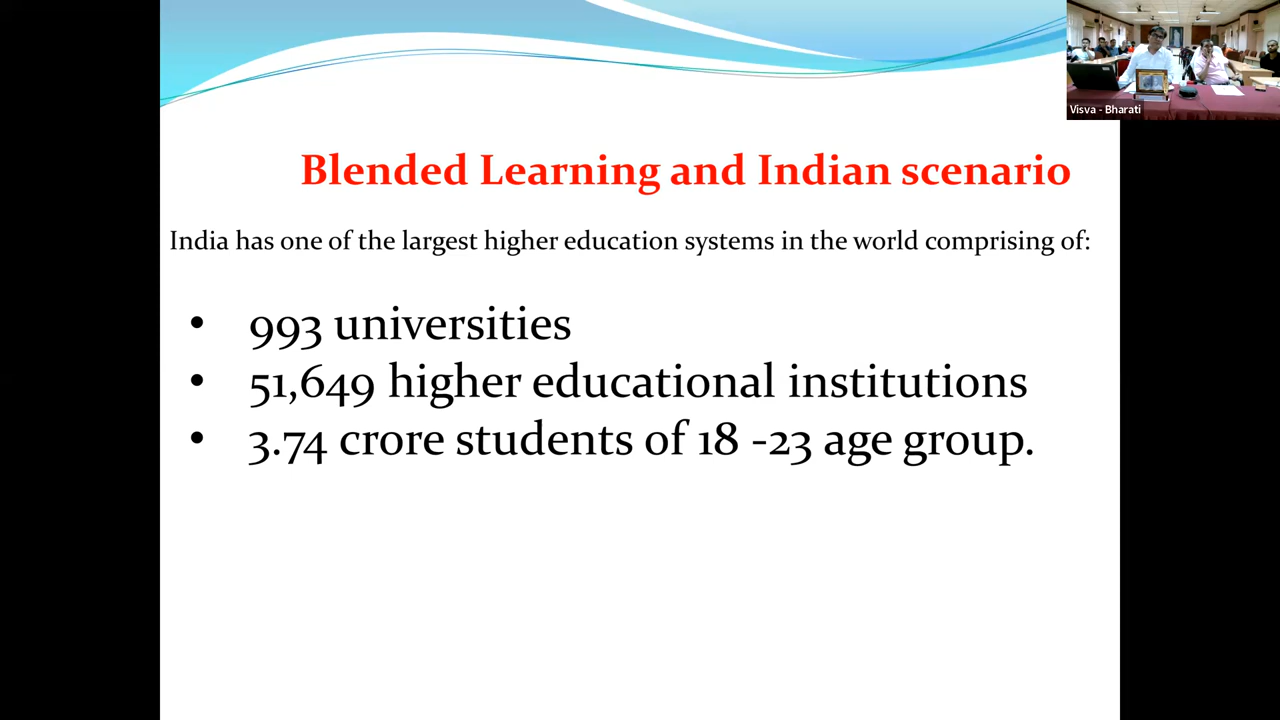 Visva - Bharati
Blended Learning and Indian scenario
India has one of the largest higher education systems in the world comprising of:
• 993 universities
• 51,649 higher educational institutions
• 3.74 crore students of 18 -23 age group.